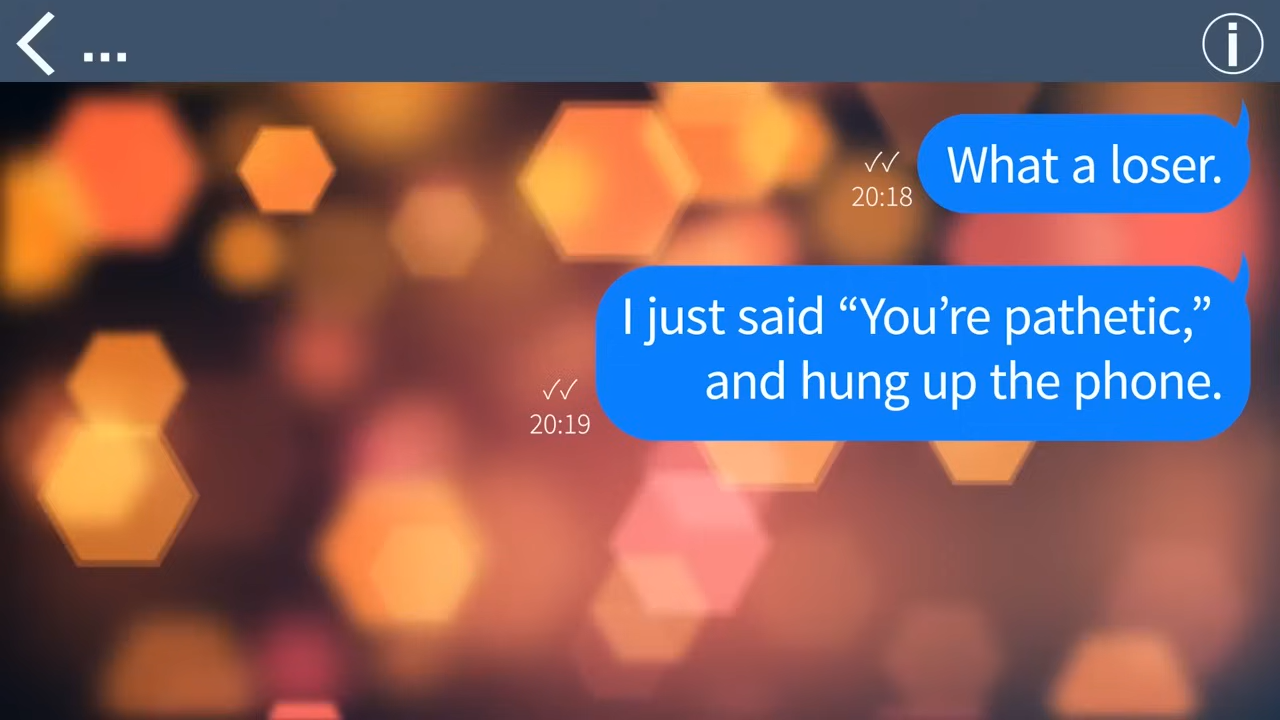 ...
What a loser.
20:18
I just said “You’re pathetic,”
and hung up the phone.
20:19